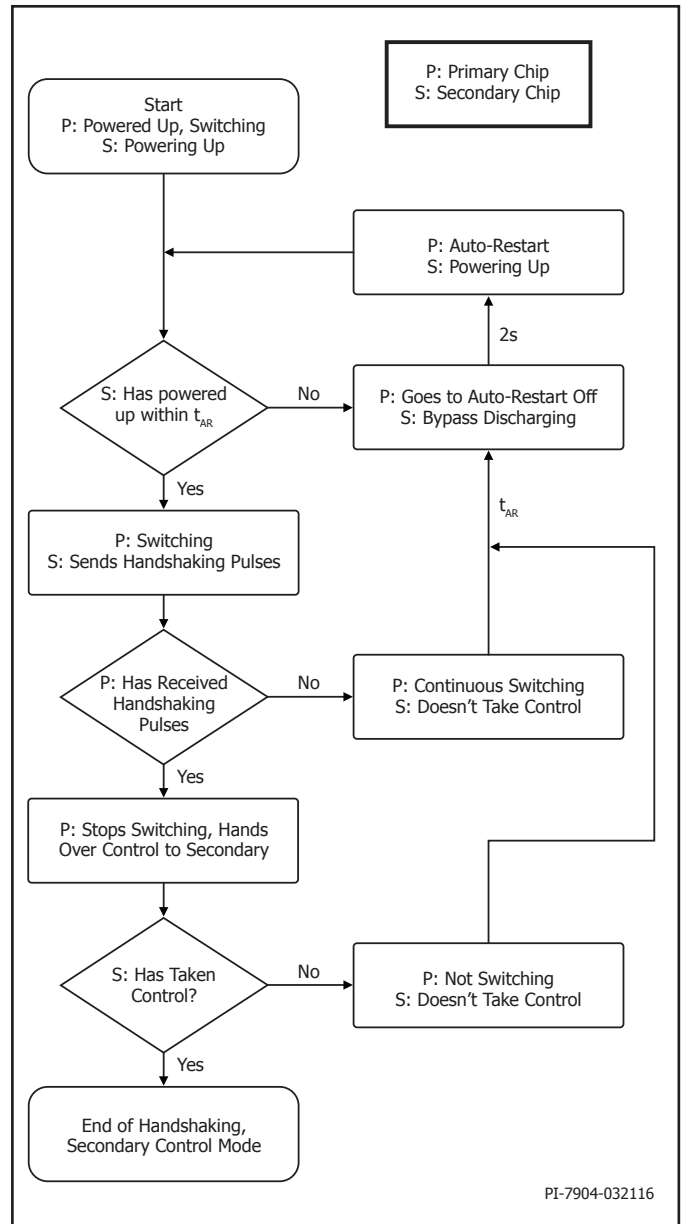 P: Primary Chip
S: Secondary Chip
Start
P: Powered Up, Switching
S: Powering Up
P: Auto-Restart
S: Powering Up
2s
S: Has powered
up within tAR
No
P: Goes to Auto-Restart Off
S: Bypass Discharging
Yes
tAR
P: Switching
S: Sends Handshaking Pulses
P: Has Received
Handshaking
Pulses
No
P: Continuous Switching
S: Doesn't Take Control
Yes
P: Stops Switching, Hands
Over Control to Secondary
S: Has Taken
Control?
No
P: Not Switching
S: Doesn't Take Control
Yes
End of Handshaking,
Secondary Control Mode
PI-7904-032116